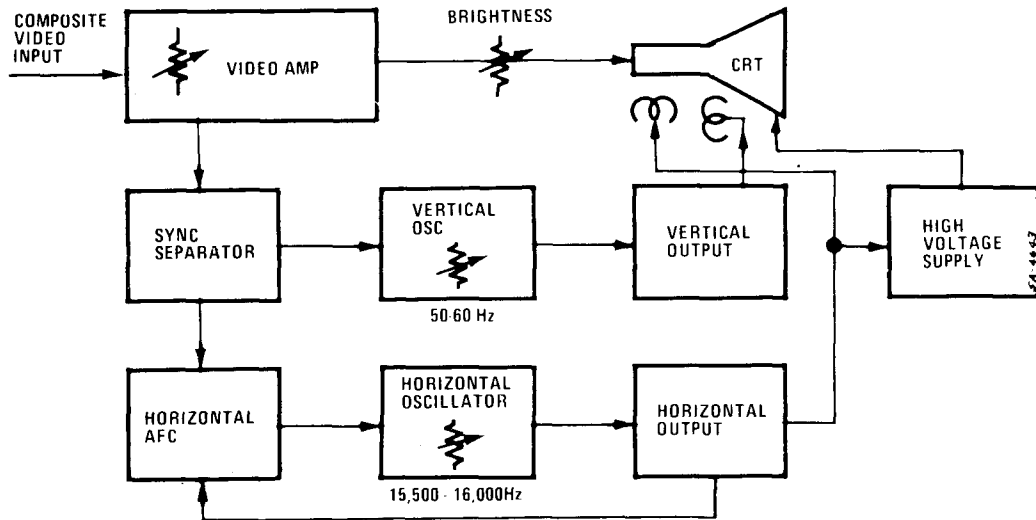 COMPOSITE
VIDEO
INPUT
VIDEO AMP
BRIGHTNESS
CRT
SYNC
SEPARATOR
VERTICAL
OSC
50-60 Hz
VERTICAL
OUTPUT
HIGH
VOLTAGE
SUPPLY
HORIZONTAL
AFC
HORIZONTAL
OSCILLATOR
15,500 - 16,000Hz
HORIZONTAL
OUTPUT